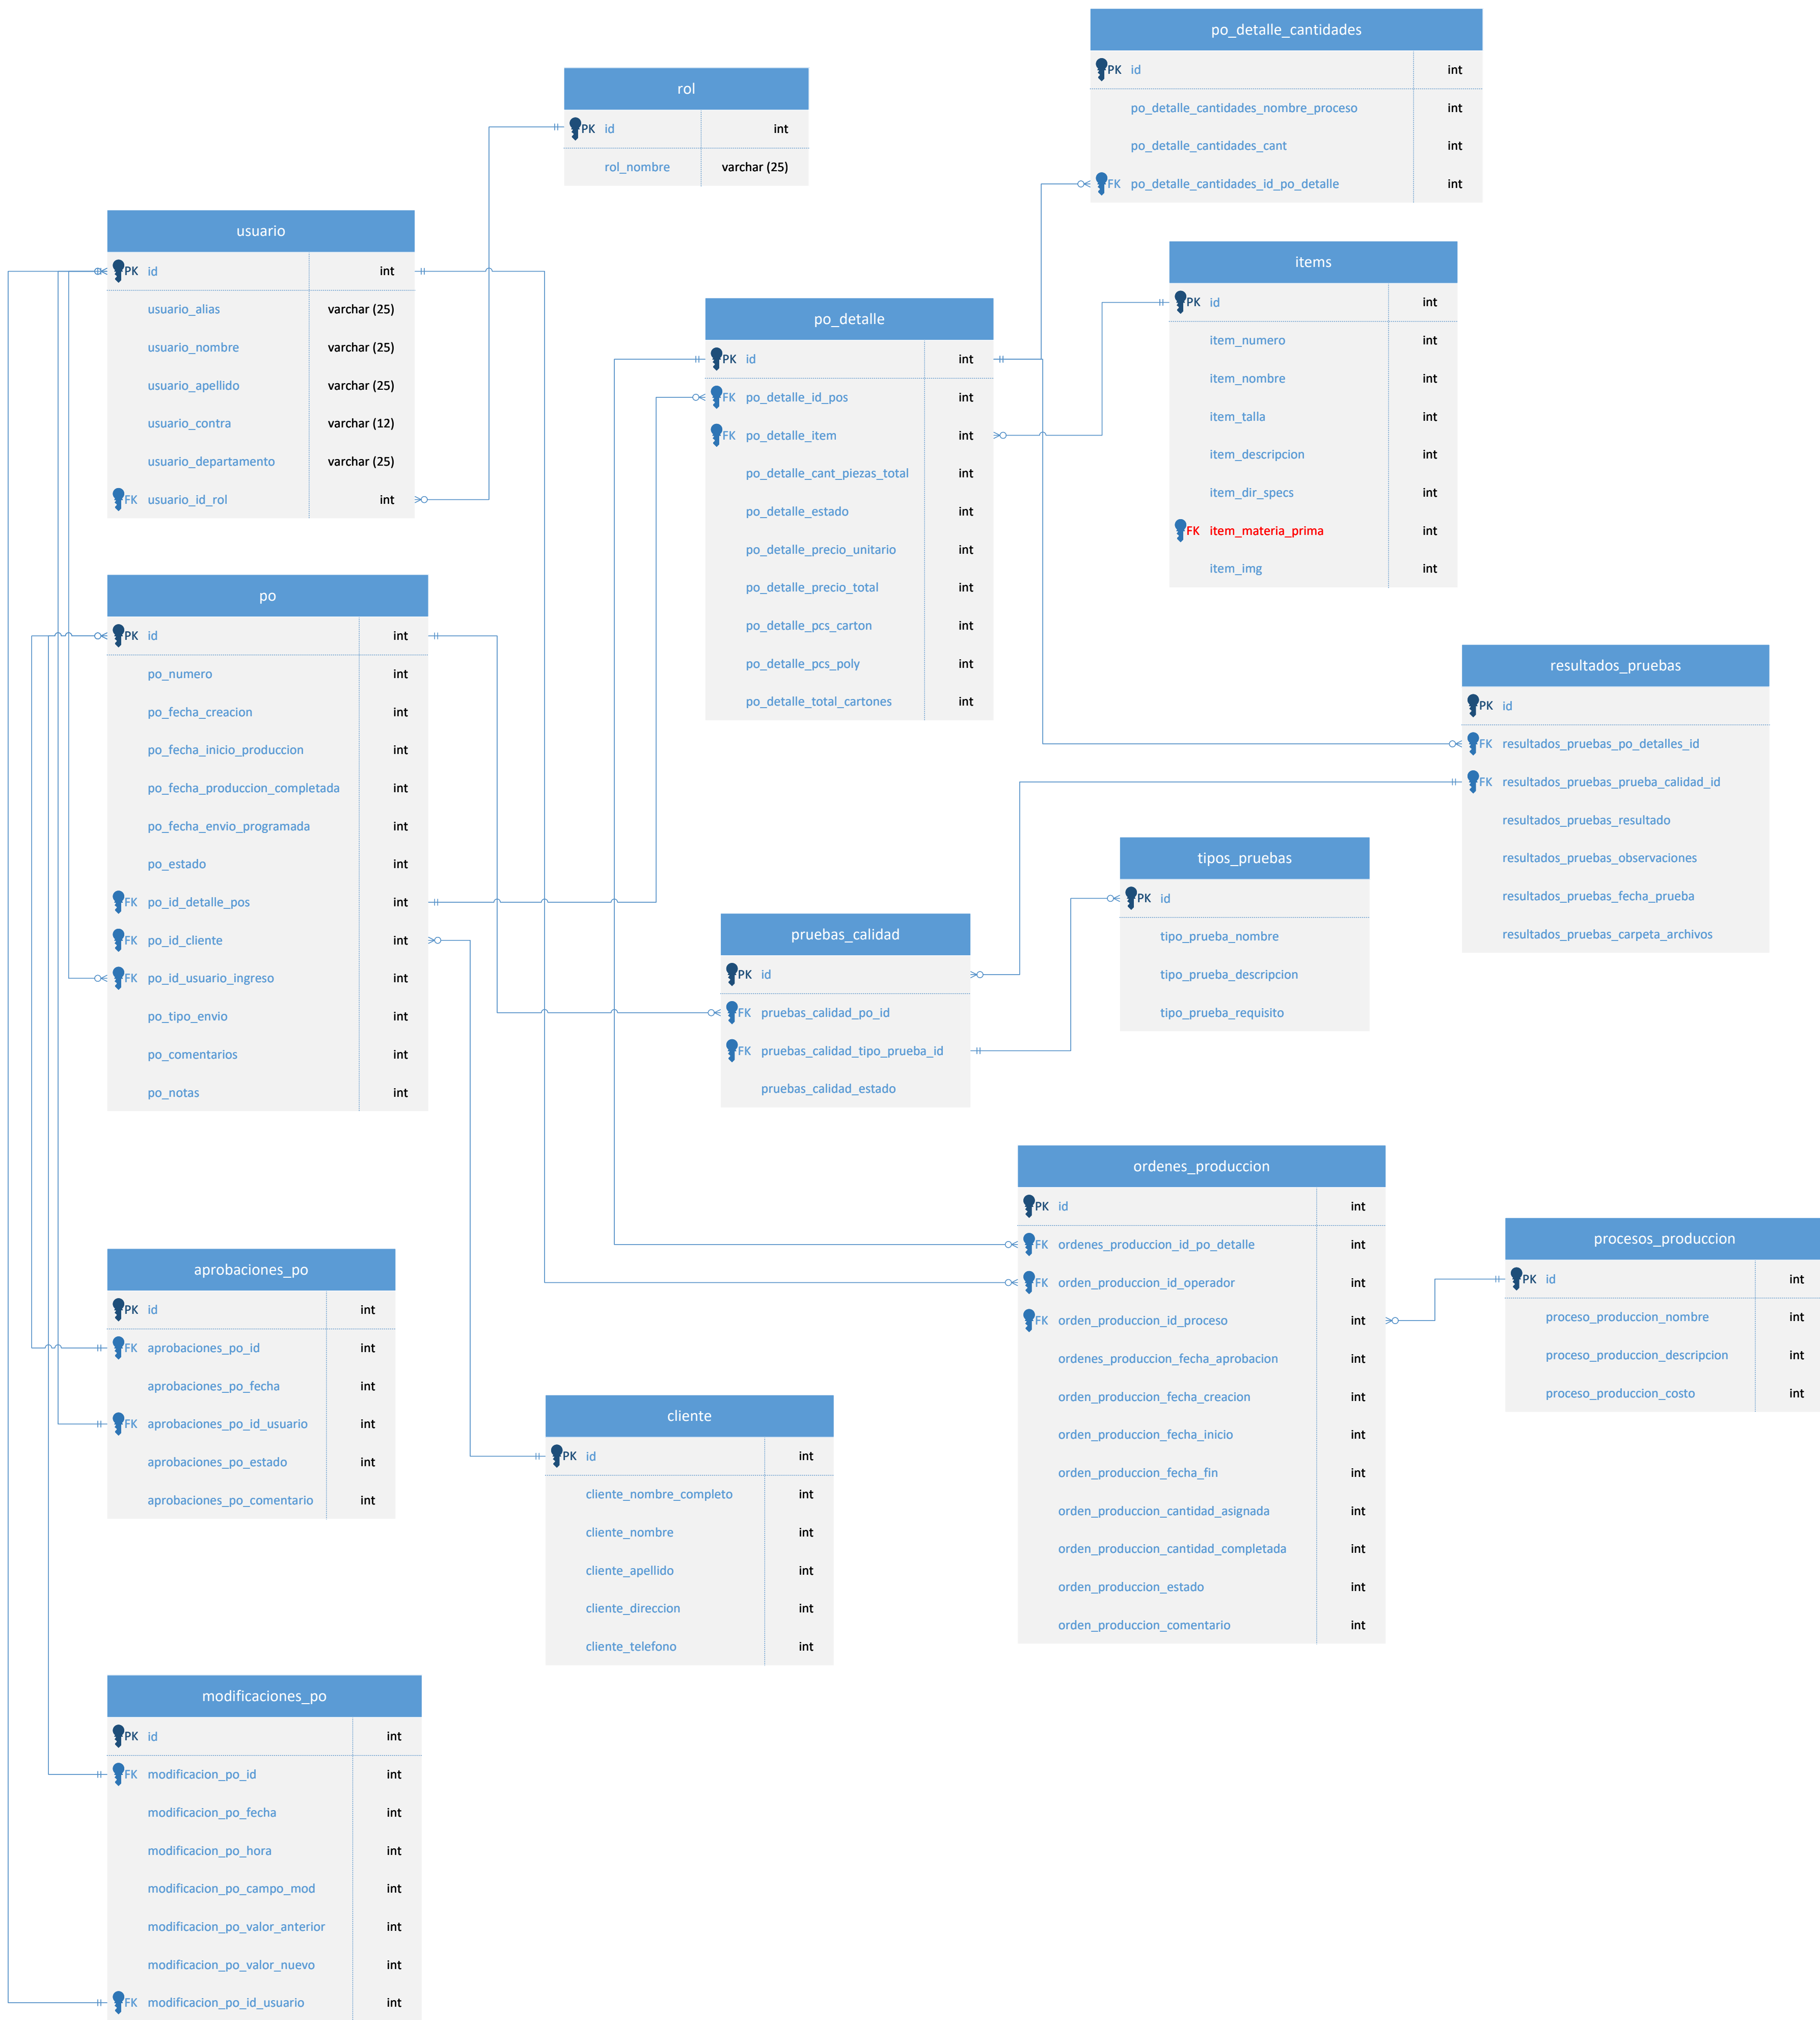 po_detalle_cantidades
PK id int
po_detalle_cantidades_nombre_proceso int
po_detalle_cantidades_cant int
FK po_detalle_cantidades_id_po_detalle int
rol
PK id int
rol_nombre varchar (25)
usuario
PK id int
usuario_alias varchar (25)
usuario_nombre varchar (25)
usuario_apellido varchar (25)
usuario_contra varchar (12)
usuario_departamento varchar (25)
FK usuario_id_rol int
items
PK id int
item_numero int
item_nombre int
item_talla int
item_descripcion int
item_dir_specs int
FK item_materia_prima int
item_img int
po_detalle
PK id int
FK po_detalle_id_pos int
FK po_detalle_item int
po_detalle_cant_piezas_total int
po_detalle_estado int
po_detalle_precio_unitario int
po_detalle_precio_total int
po_detalle_pcs_carton int
po_detalle_pcs_poly int
po_detalle_total_cartones int
po
PK id int
po_numero int
po_fecha_creacion int
po_fecha_inicio_produccion int
po_fecha_produccion_completada int
po_fecha_envio_programada int
po_estado int
FK po_id_detalle_pos int
FK po_id_cliente int
FK po_id_usuario_ingreso int
po_tipo_envio int
po_comentarios int
po_notas int
resultados_pruebas
PK id
FK resultados_pruebas_po_detalles_id
FK resultados_pruebas_prueba_calidad_id
resultados_pruebas_resultado
resultados_pruebas_observaciones
resultados_pruebas_fecha_prueba
resultados_pruebas_carpeta_archivos
tipos_pruebas
PK id
tipo_prueba_nombre
tipo_prueba_descripcion
tipo_prueba_requisito
pruebas_calidad
PK id
FK pruebas_calidad_po_id
FK pruebas_calidad_tipo_prueba_id
pruebas_calidad_estado
ordenes_produccion
PK id int
FK ordenes_produccion_id_po_detalle int
FK orden_produccion_id_operador int
FK orden_produccion_id_proceso int
ordenes_produccion_fecha_aprobacion int
orden_produccion_fecha_creacion int
orden_produccion_fecha_inicio int
orden_produccion_fecha_fin int
orden_produccion_cantidad_asignada int
orden_produccion_cantidad_completada int
orden_produccion_estado int
orden_produccion_comentario int
procesos_produccion
PK id int
proceso_produccion_nombre int
proceso_produccion_descripcion int
proceso_produccion_costo int
aprobaciones_po
PK id int
FK aprobaciones_po_id int
aprobaciones_po_fecha int
FK aprobaciones_po_id_usuario int
aprobaciones_po_estado int
aprobaciones_po_comentario int
cliente
PK id int
cliente_nombre_completo int
cliente_nombre int
cliente_apellido int
cliente_direccion int
cliente_telefono int
modificaciones_po
PK id int
FK modificacion_po_id int
modificacion_po_fecha int
modificacion_po_hora int
modificacion_po_campo_mod int
modificacion_po_valor_anterior int
modificacion_po_valor_nuevo int
FK modificacion_po_id_usuario int